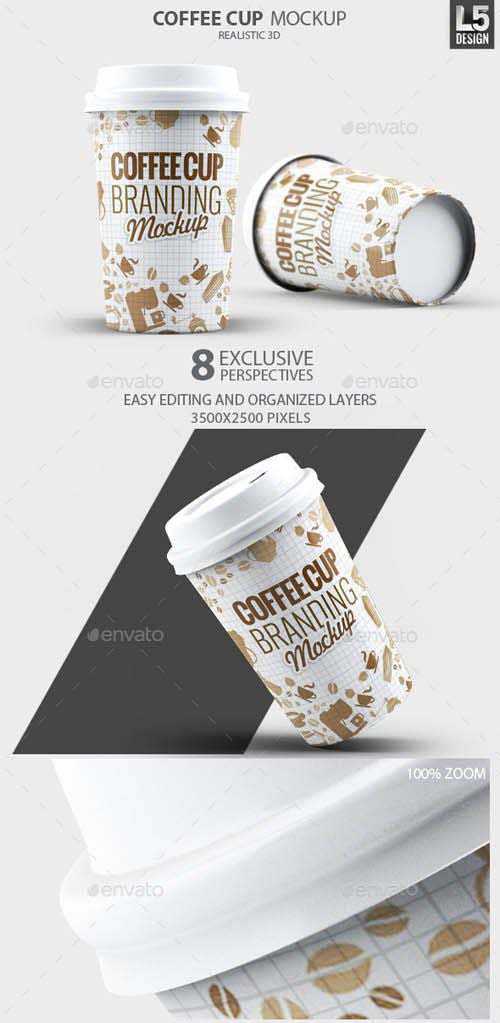 COFFEE CUP MOCKUP
REALISTIC 3D
L5
DESIGN
envato
envato
COFFEE CUP
BRANDING
Mockup
COFFEE CUP
BRANDING
Mockup
8 EXCLUSIVE
PERSPECTIVES
envato
envato
EASY EDITING AND ORGANIZED LAYERS
3500X2500 PIXELS
COFFEE CUP
BRANDING
Mockup
envato
envato
100% ZOOM
envato
envato